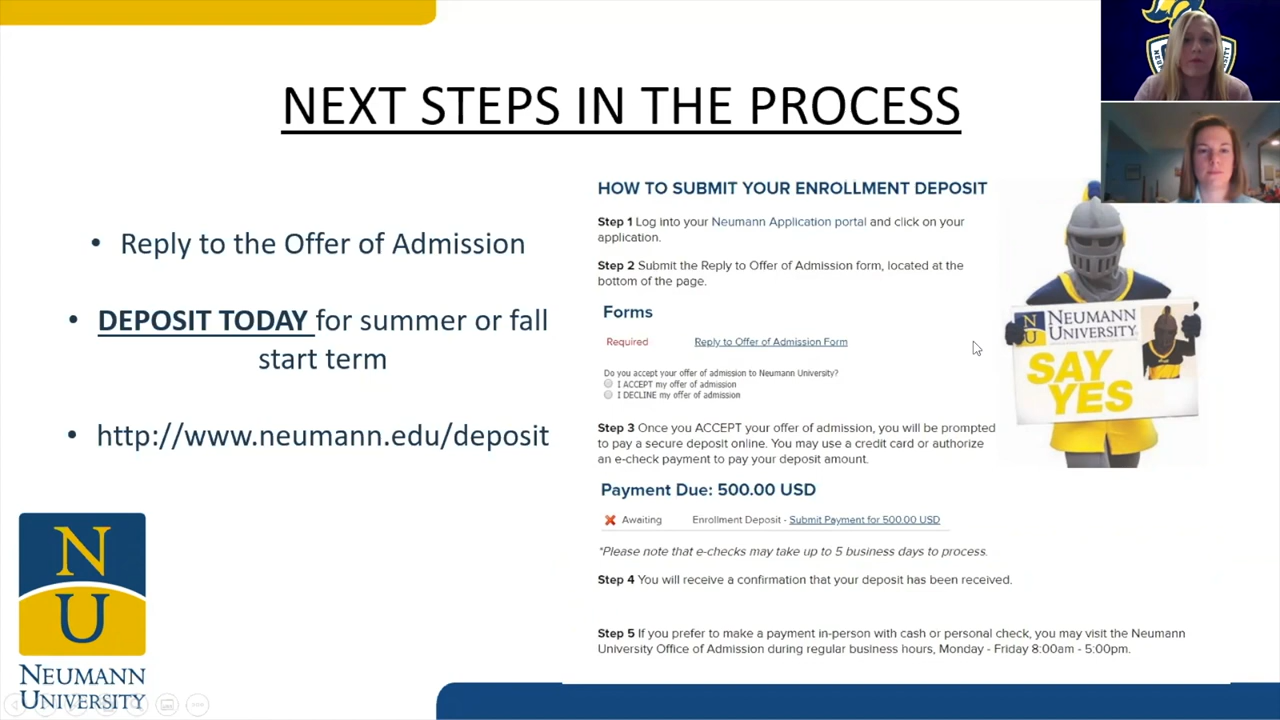 NEXT STEPS IN THE PROCESS
• Reply to the Offer of Admission
• DEPOSIT TODAY for summer or fall
start term
• http://www.neumann.edu/deposit
N
U
NEUMANN
UNIVERSITY
HOW TO SUBMIT YOUR ENROLLMENT DEPOSIT
Step 1 Log into your Neumann Application portal and click on your
application.
Step 2 Submit the Reply to Offer of Admission form, located at the
bottom of the page.
Forms
Required Reply to Offer of Admission Form
Do you accept your offer of admission to Neumann University?
I ACCEPT my offer of admission
I DECLINE my offer of admission
Step 3 Once you ACCEPT your offer of admission, you will be prompted
to pay a secure deposit online. You may use a credit card or authorize
an e-check payment to pay your deposit amount.
Payment Due: 500.00 USD
Awaiting Enrollment Deposit - Submit Payment for 500.00 USD
*Please note that e-checks may take up to 5 business days to process.
Step 4 You will receive a confirmation that your deposit has been received.
Step 5 If you prefer to make a payment in-person with cash or personal check, you may visit the Neumann
University Office of Admission during regular business hours, Monday - Friday 8:00am - 5:00pm.
N
U
NEUMANN
UNIVERSITY
SAY
YES